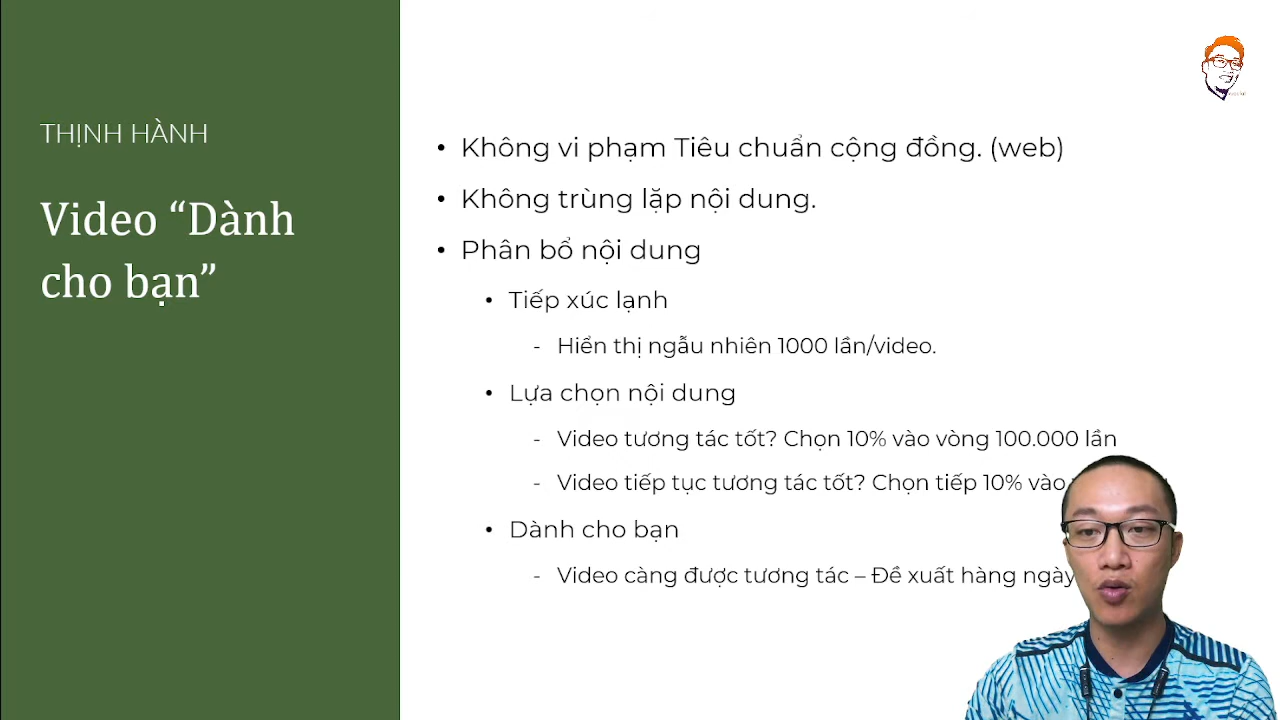 THỊNH HÀNH
Video “Dành
cho bạn”
• Không vi phạm Tiêu chuẩn cộng đồng. (web)
• Không trùng lặp nội dung.
• Phân bổ nội dung
• Tiếp xúc lạnh
- Hiển thị ngẫu nhiên 1000 lần/video.
• Lựa chọn nội dung
- Video tương tác tốt? Chọn 10% vào vòng 100.000 lần
- Video tiếp tục tương tác tốt? Chọn tiếp 10% vào
• Dành cho bạn
- Video càng được tương tác – Đề xuất hàng ngày